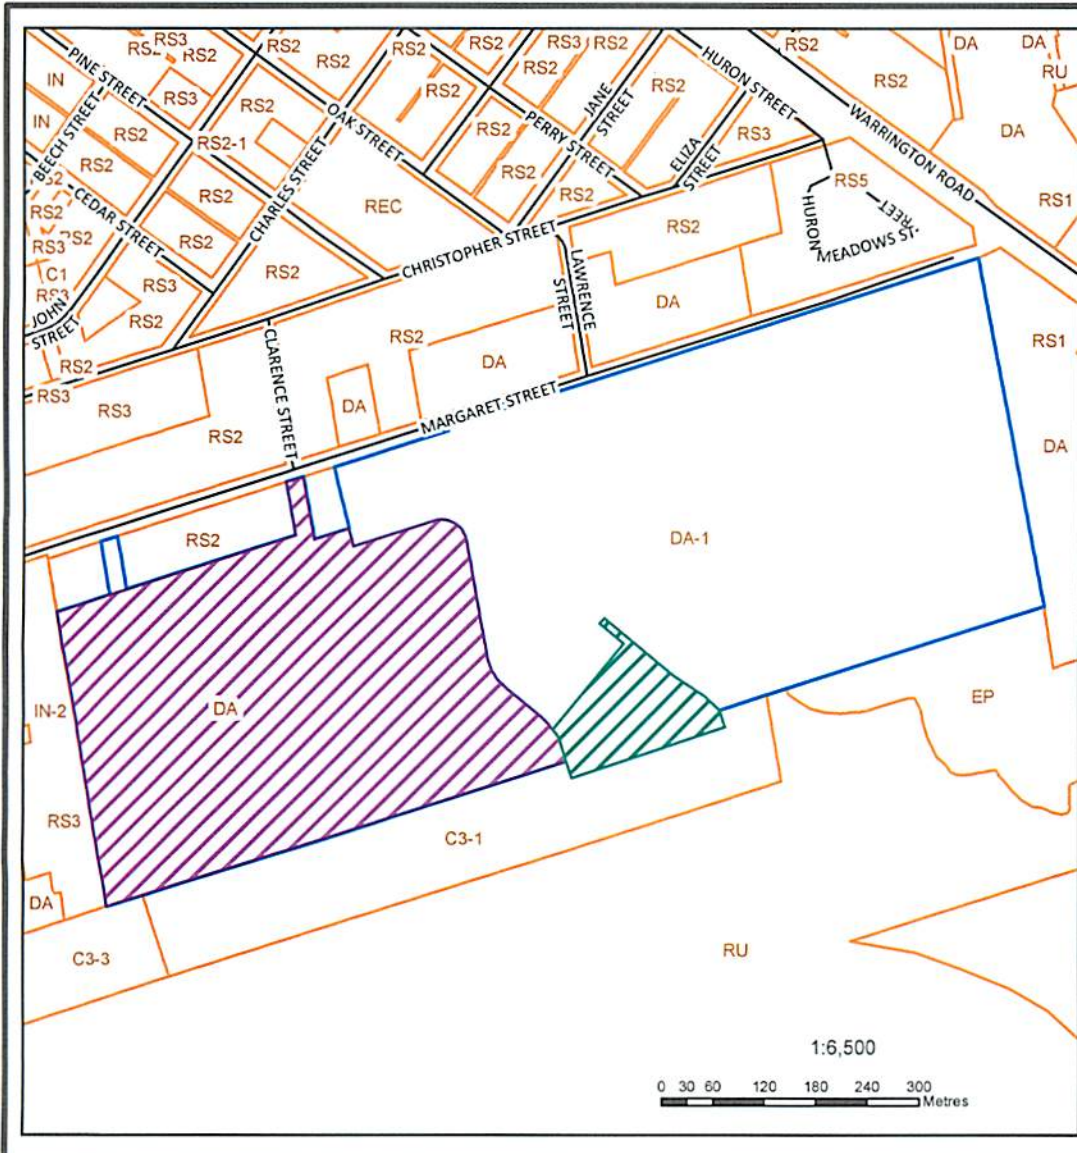 RS3
RS2
RS2
RS2
RS2
RS2
RS3
RS2
RS2
DA
DA
RU
PINE STREET
IN
RS3
RS2
RS2
RS2
RS2
HURON STREET
RS2
WARRINGTON ROAD
DA
IN
BEECH STREET
RS2
RS2-1
OAK STREET
RS2
PERRY STREET
JANE STREET
ELIZA STREET
RS3
RS2
RS2
RS2
CEDAR STREET
CHARLES STREET
REC
RS2
RS2
RS5
RS1
RS2
RS3
RS2
RS2
HURON
REET
MEADOWS ST.
C1
RS3
RS3
RS2
CHRISTOPHER STREET
LAWRENCE STREET
DA
JOHN STREET
RS2
RS2
CLARENCE STREET
RS2
DA
RS1
RS3
RS3
RS2
DA
MARGARET STREET
DA
RS2
DA-1
DA
IN-2
EP
RS3
C3-1
DA
C3-3
RU
1:6,500
0 30 60 120 180 240 300
Metres